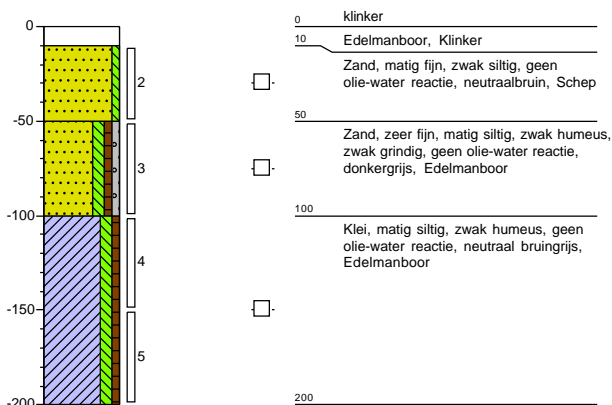 0
-50
-100
-150
-200
2
3
4
5
0 klinker
10 Edelmanboor, Klinker
Zand, matig fijn, zwak siltig, geen
olie-water reactie, neutraalbruin, Schep
50
Zand, zeer fijn, matig siltig, zwak humeus,
zwak grindig, geen olie-water reactie,
donkergrijs, Edelmanboor
100
Klei, matig siltig, zwak humeus, geen
olie-water reactie, neutraal bruingrijs,
Edelmanboor
200